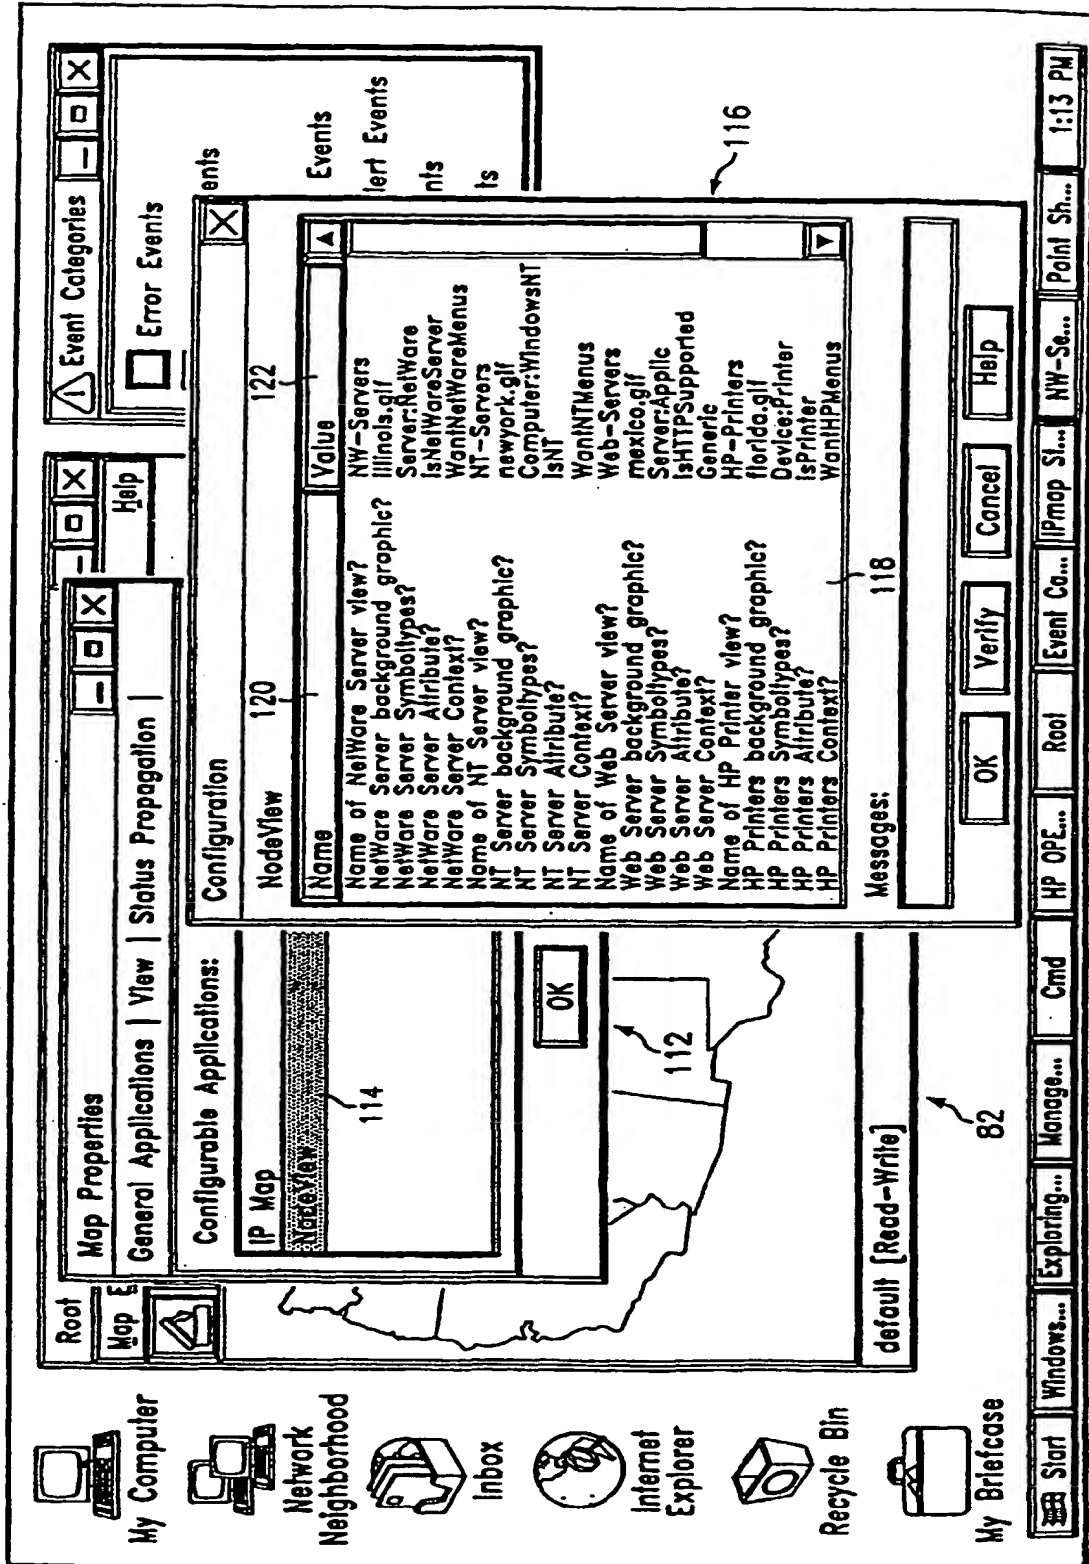 My Computer
Network
Neighborhood
Inbox
Internet
Explorer
Recycle Bin
My Briefcase
Root
Map E
Help
default [Read-Write]
82
Map Properties
General Applications | View | Status Propagation |
Configurable Applications:
IP Map
NodeView
114
OK
112
Event Categories
Error Events
ents
Events
lert Events
nts
ts
Configuration
NodeView
120
122
Name Value
Name of NetWare Server view? NW-Servers
NetWare Server background graphic? illinois.gif
NetWare Server Symboltypes? Server:NetWare
NetWare Server Attribute? isNetWareServer
NetWare Server Context? WantNetWareMenus
Name of NT Server view? NT-Servers
NT Server background graphic? newyork.gif
NT Server Symboltypes? Computer:WindowsNT
NT Server Attribute? isNT
NT Server Context? WantNTMenus
Name of Web Server view? Web-Servers
Web Server background graphic? mexico.gif
Web Server Symboltypes? Server:Applic
Web Server Attribute? isHTTPSupported
Web Server Context? Generic
Name of HP Printer view? HP-Printers
HP Printers background graphic? florida.gif
HP Printers Symboltypes? Device:Printer
HP Printers Attribute? isPrinter
HP Printers Context? WantHPMenus
118
116
Messages:
OK Verify Cancel Help
Start Windows... Exploring... Manage... Cmd HP OPE... Root Event Ca... IPmap St... NW-Se... Paint Sh... 1:13 PM